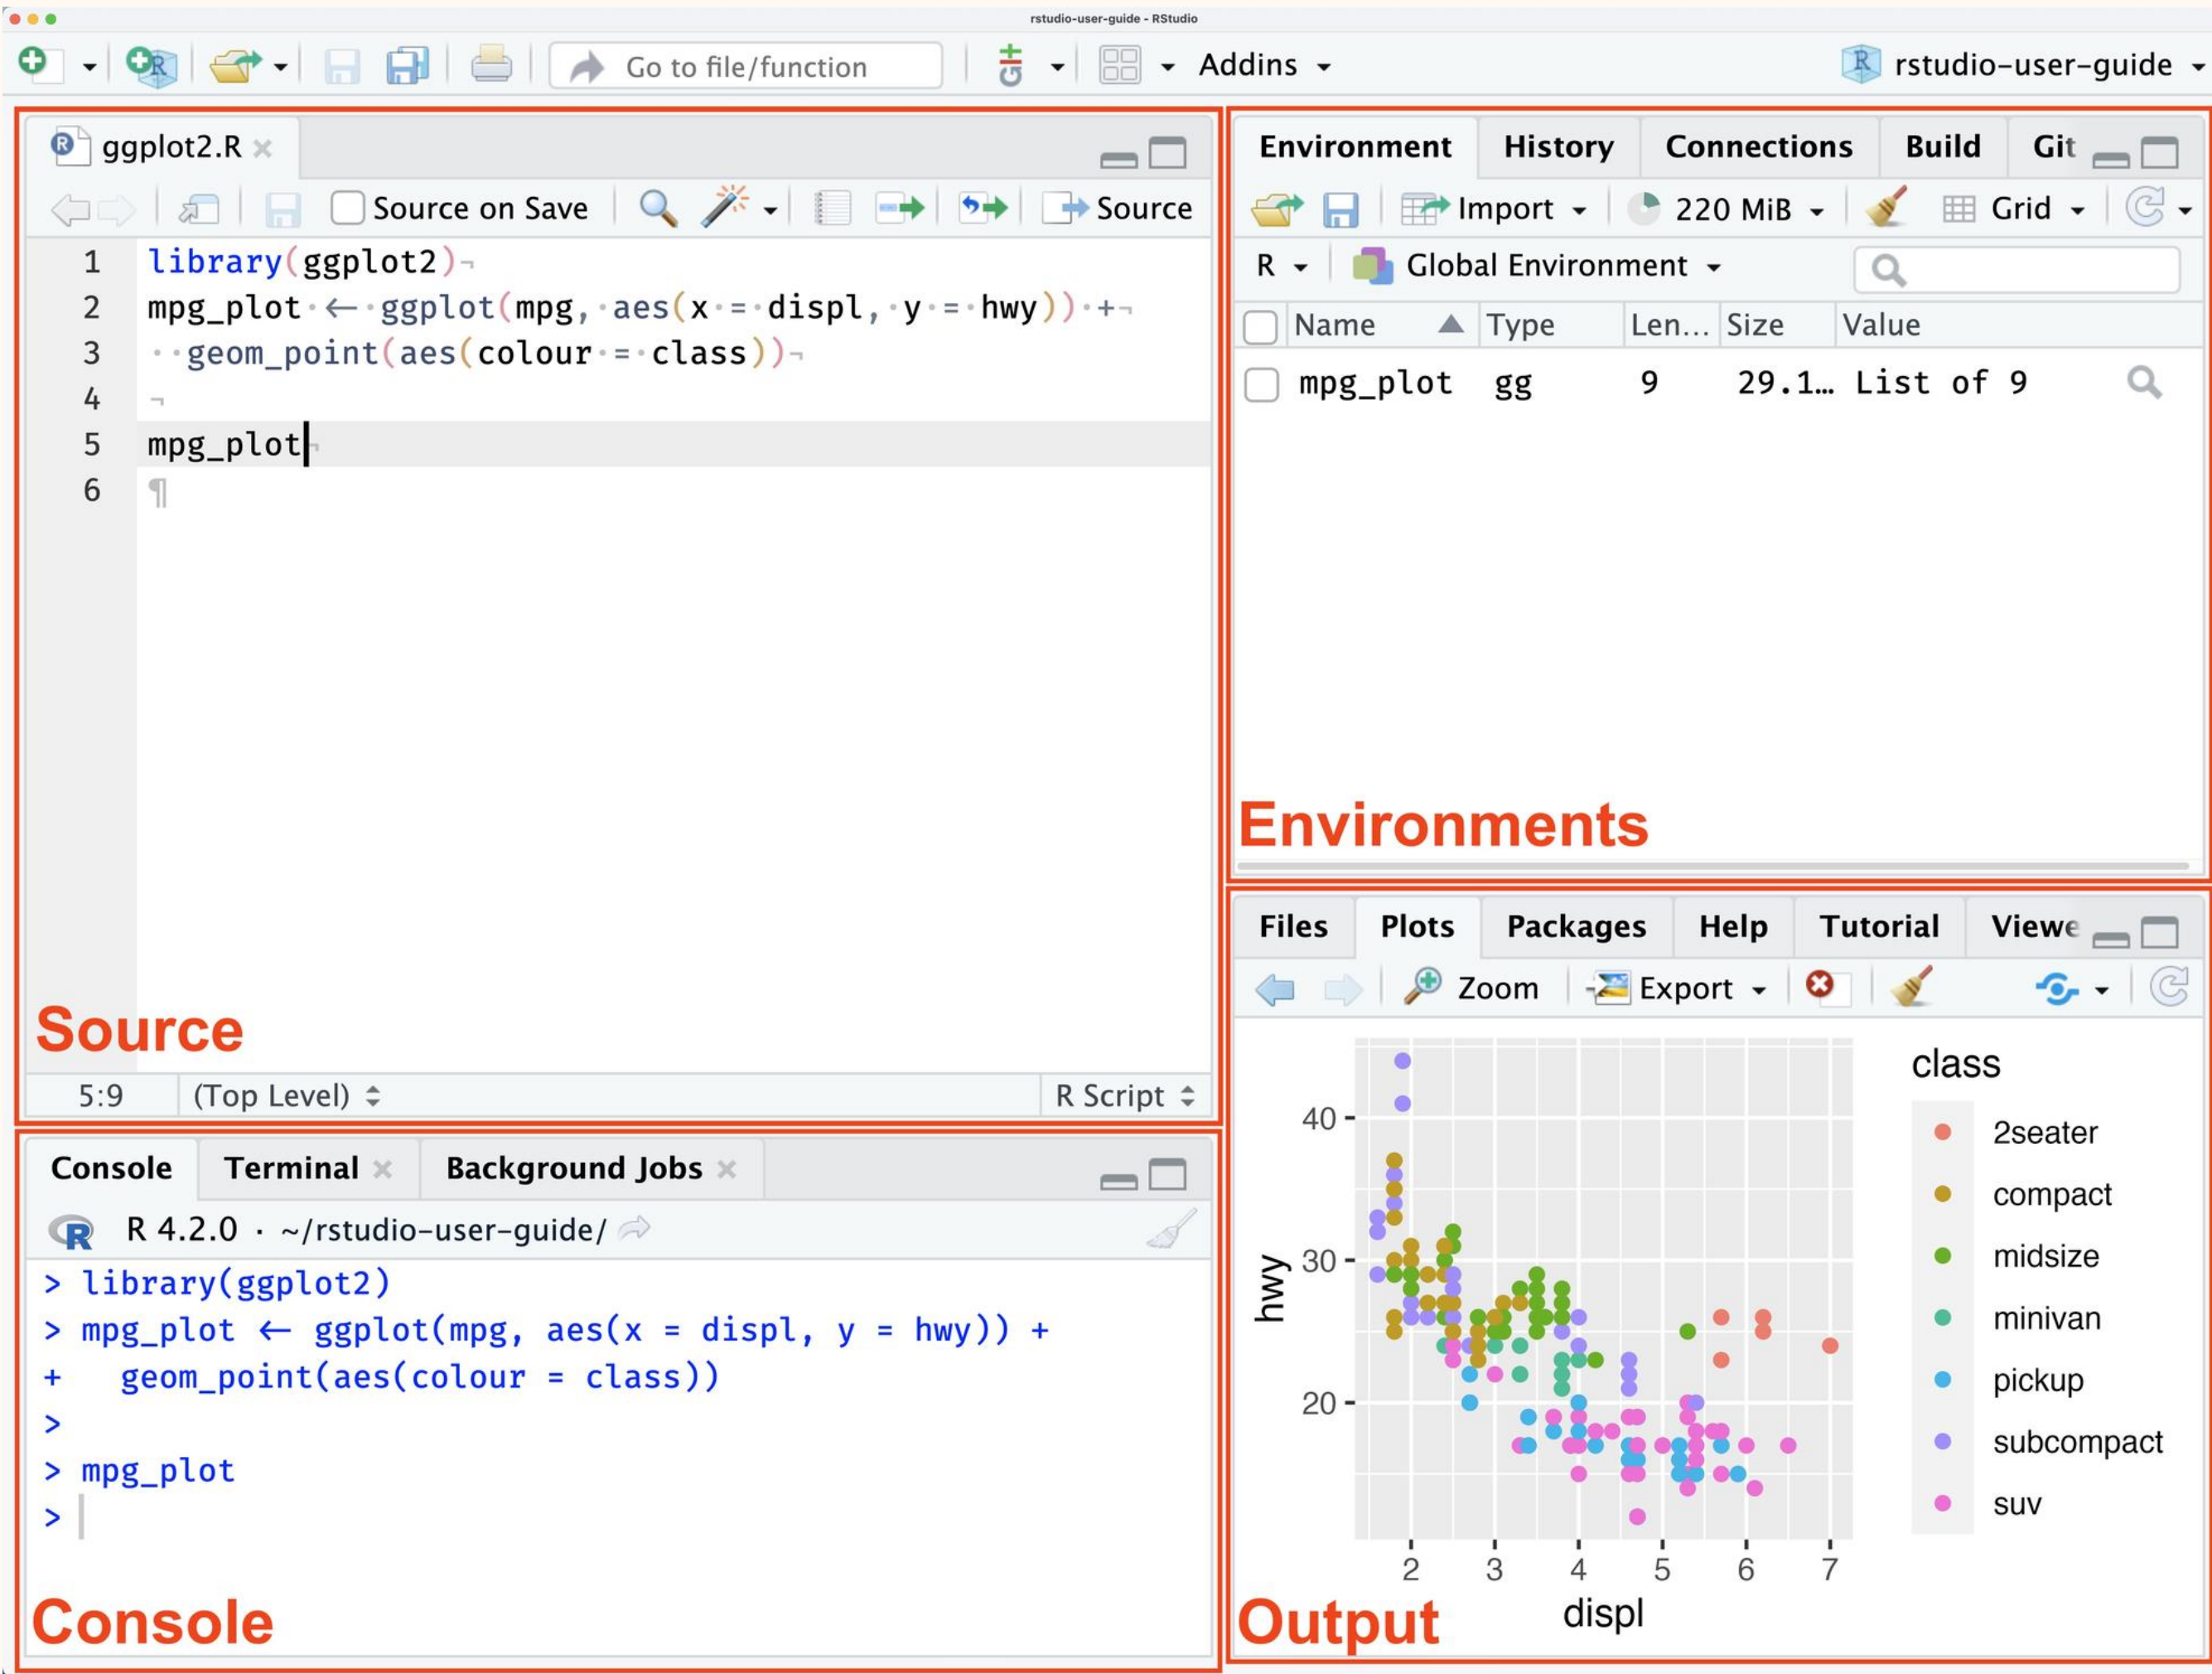 rstudio-user-guide - RStudio
Go to file/function
Addins
rstudio-user-guide
ggplot2.R
Source on Save
Source
1 library(ggplot2)¬
2 mpg_plot·<-·ggplot(mpg,·aes(x·=·displ,·y·=·hwy))·+¬
3 ··geom_point(aes(colour·=·class))¬
4 ¬
5 mpg_plot¬
6 ¶
Source
5:9 (Top Level) R Script
Console Terminal Background Jobs
R 4.2.0 · ~/rstudio-user-guide/
> library(ggplot2)
> mpg_plot <- ggplot(mpg, aes(x = displ, y = hwy)) +
+   geom_point(aes(colour = class))
>
> mpg_plot
>
Console
Environment History Connections Build Git
Import 220 MiB Grid
R Global Environment
Name Type Len... Size Value
mpg_plot gg 9 29.1… List of 9
Environments
Files Plots Packages Help Tutorial Viewe
Zoom Export
40
30
20
hwy
2 3 4 5 6 7
displ
class
2seater
compact
midsize
minivan
pickup
subcompact
suv
Output